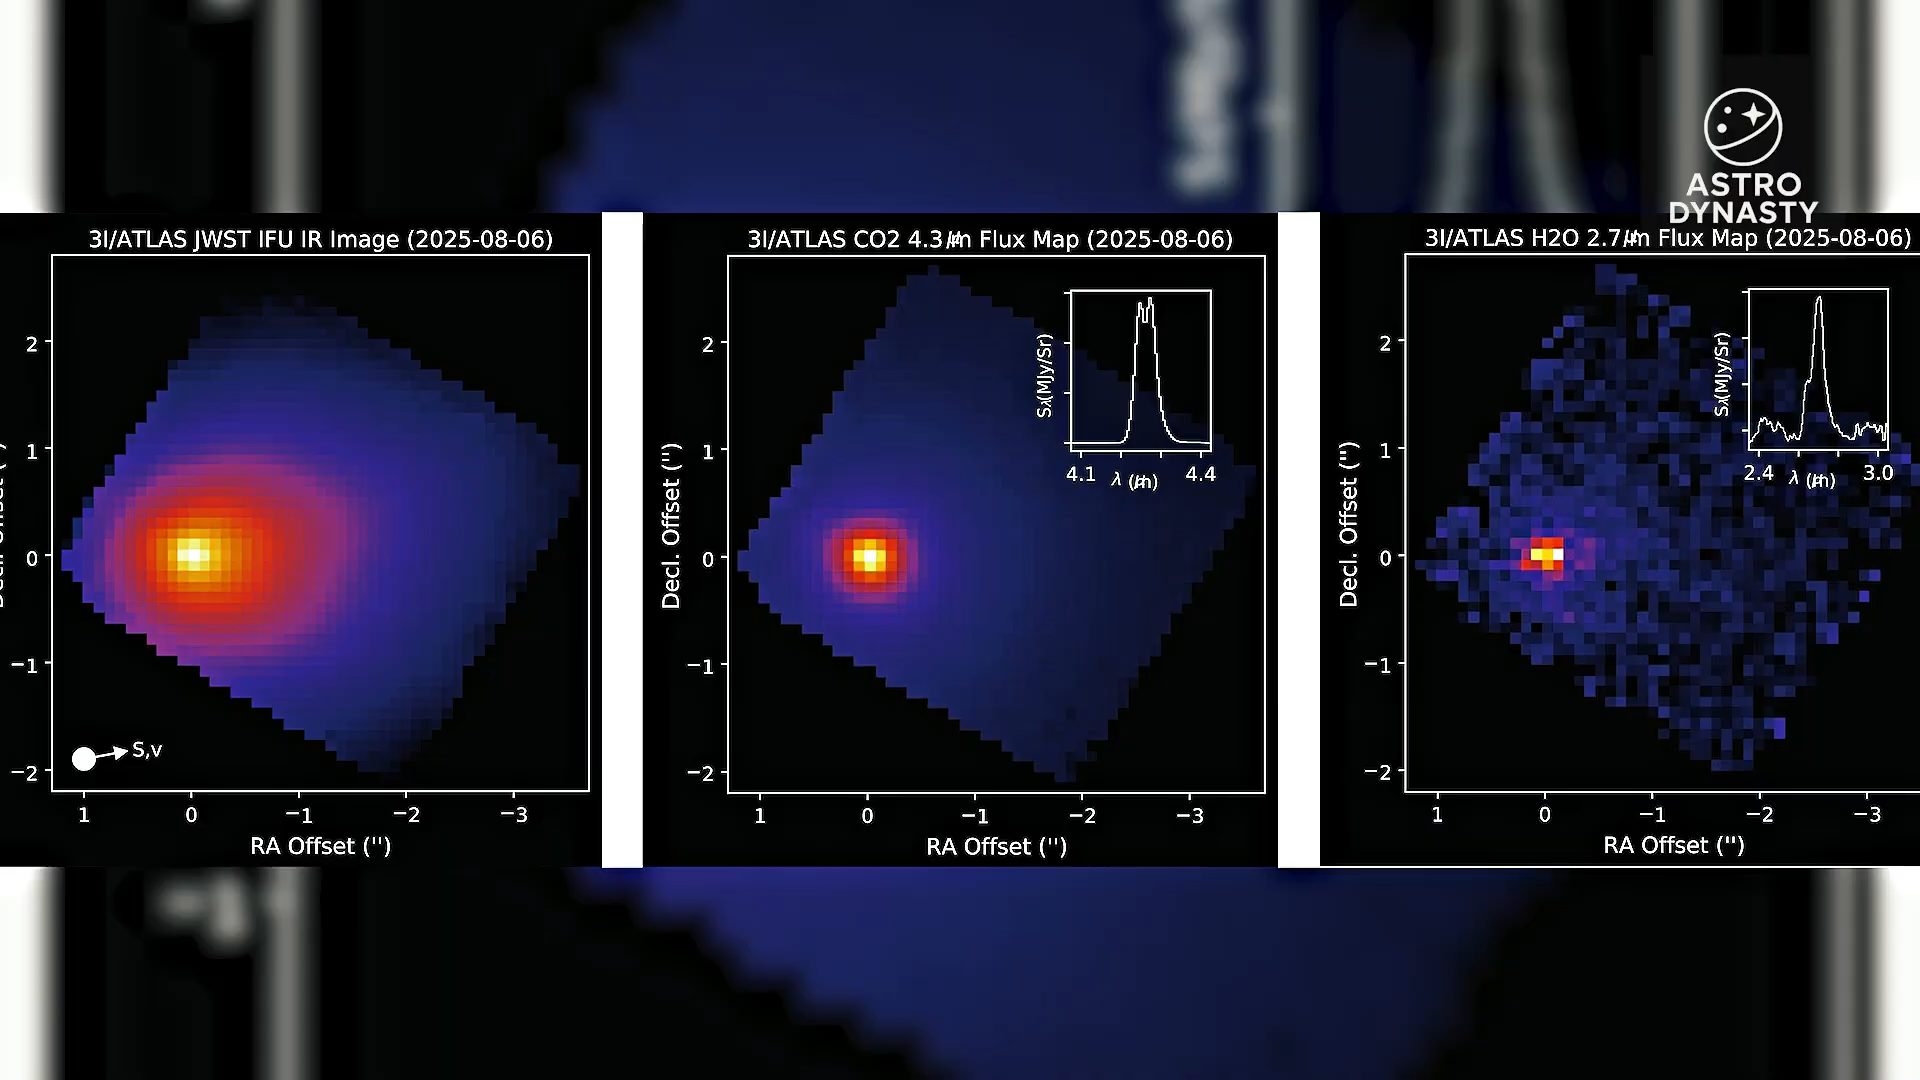 ASTRO
DYNASTY
3I/ATLAS JWST IFU IR Image (2025-08-06)
2
1
0
−1
−2
S,v
1
0
−1
−2
−3
RA Offset ('')
3I/ATLAS CO2 4.3μm Flux Map (2025-08-06)
Decl. Offset ('')
2
1
0
−1
−2
Sλ(MJy/Sr)
4.1
λ (μm)
4.4
1
0
−1
−2
−3
RA Offset ('')
3I/ATLAS H2O 2.7μm Flux Map (2025-08-06)
Decl. Offset ('')
2
1
0
−1
−2
Sλ(MJy/Sr)
2.4
λ (μm)
3.0
1
0
−1
−2
−3
RA Offset ('')